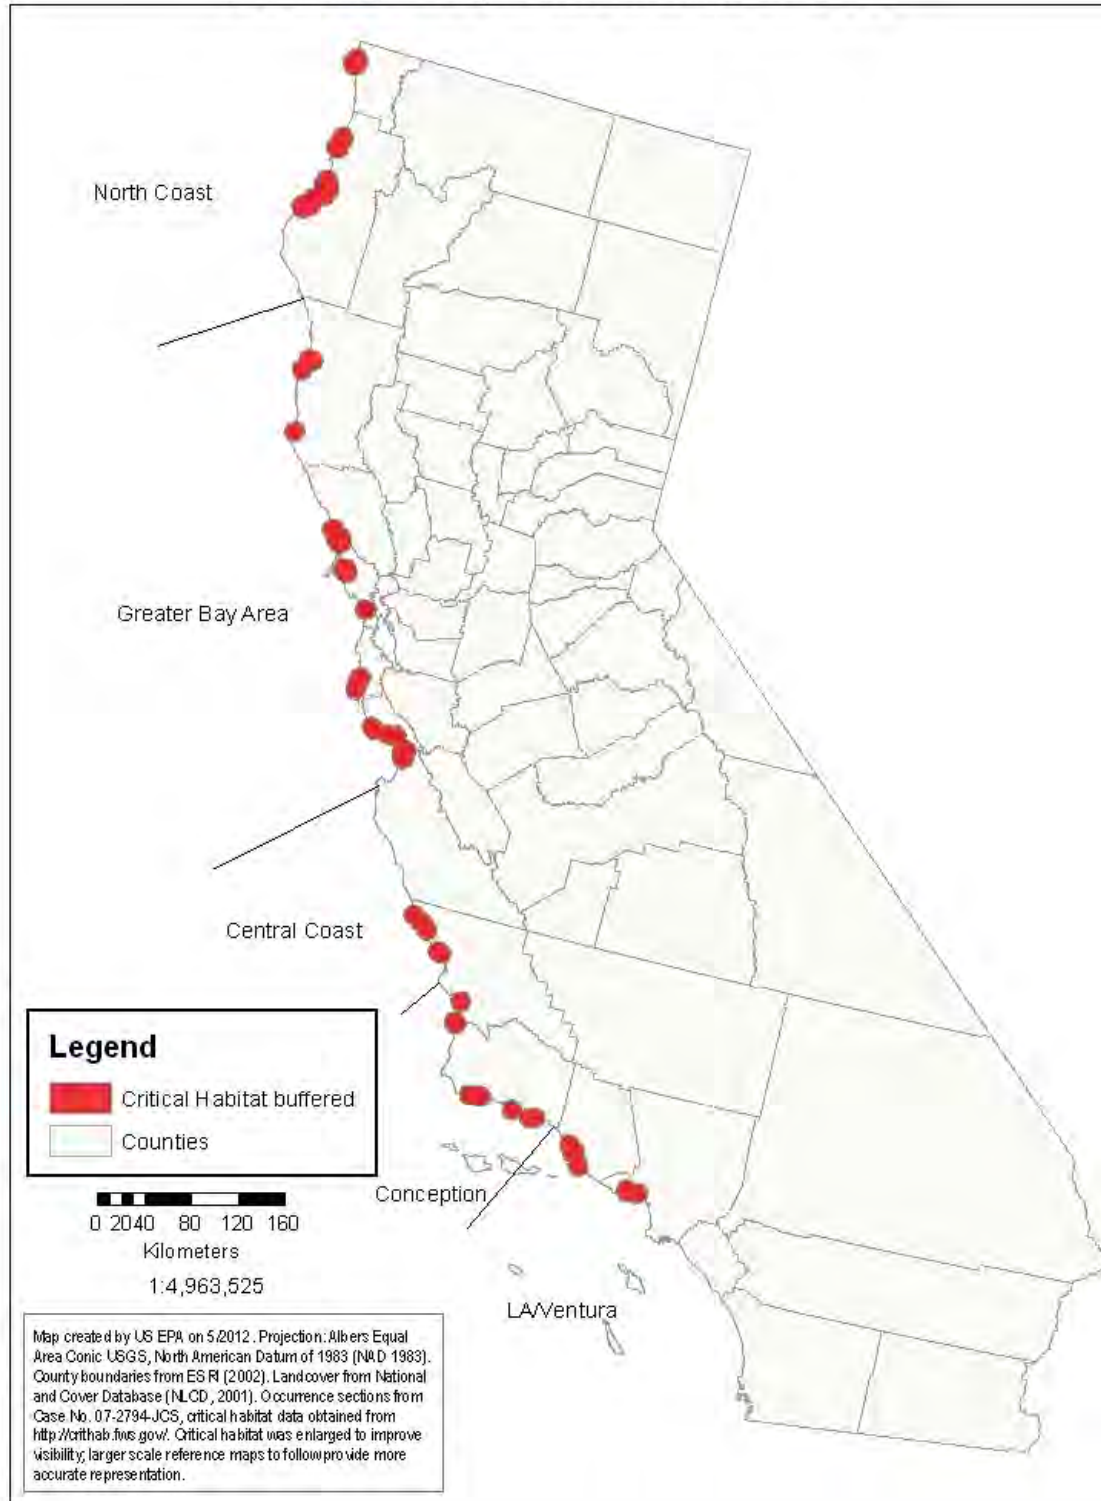 North Coast
Greater Bay Area
Central Coast
Legend
Critical Habitat buffered
Counties
Conception
0 20 40 80 120 160
Kilometers
1:4,963,525
LA/Ventura
Map created by US EPA on 5/2012. Projection: Albers Equal
Area Conic USGS, North American Datum of 1983 (NAD 1983).
County boundaries from ESRI (2002). Landcover from National
and Cover Database (NLCD, 2001). Occurrence sections from
Case No. 07-2794-JCS, critical habitat data obtained from
http://crithab.fws.gov/. Critical habitat was enlarged to improve
visibility; larger scale reference maps to follow provide more
accurate representation.